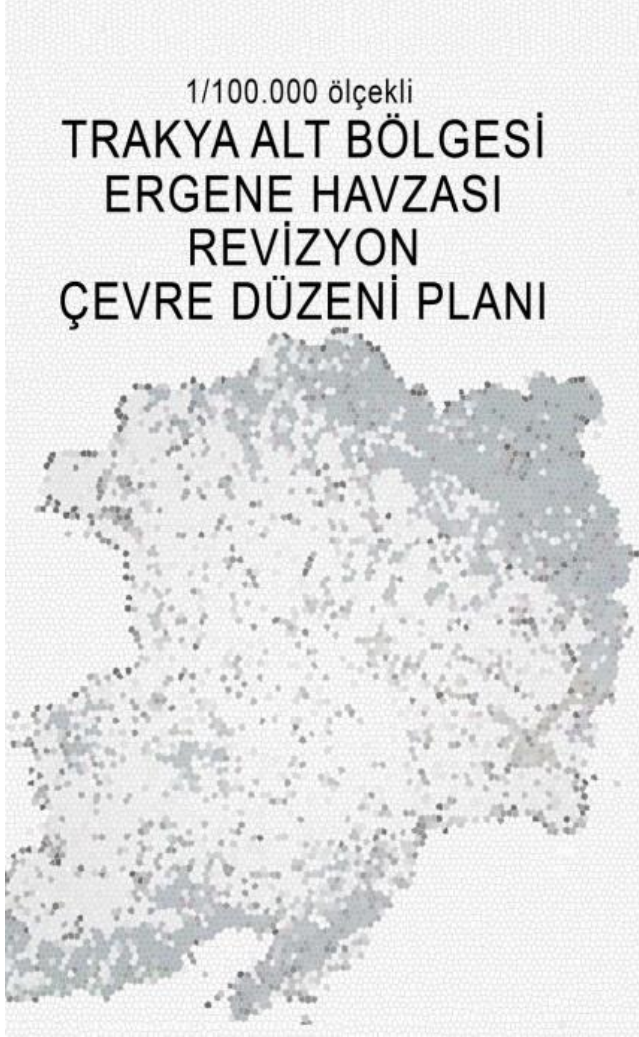 1/100.000 ölçekli
TRAKYA ALT BÖLGESİ
ERGENE HAVZASI
REVİZYON
ÇEVRE DÜZENİ PLANI